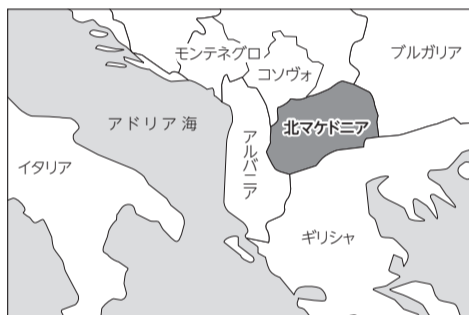 モンテネグロ
コソヴォ
ブルガリア
アドリア海
北マケドニア
イタリア
アルバニア
ギリシャ